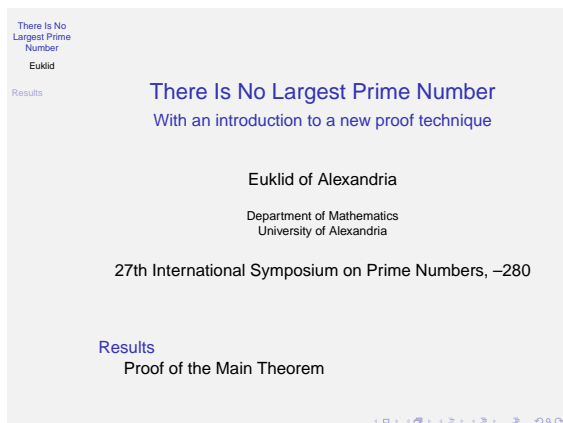 There Is No
Largest Prime
Number
Euklid
Results
There Is No Largest Prime Number
With an introduction to a new proof technique
Euklid of Alexandria
Department of Mathematics
University of Alexandria
27th International Symposium on Prime Numbers, –280
Results
Proof of the Main Theorem